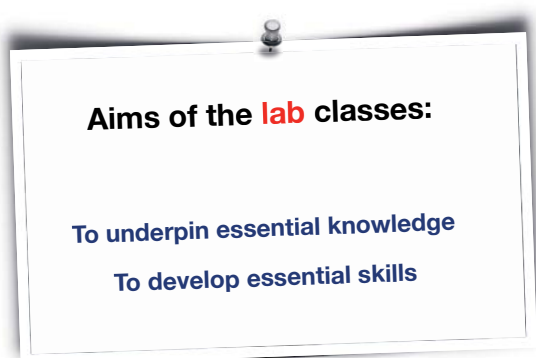 Aims of the lab classes:
To underpin essential knowledge
To develop essential skills